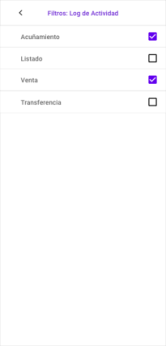 Filtros: Log de Actividad
Acuñamiento
Listado
Venta
Transferencia